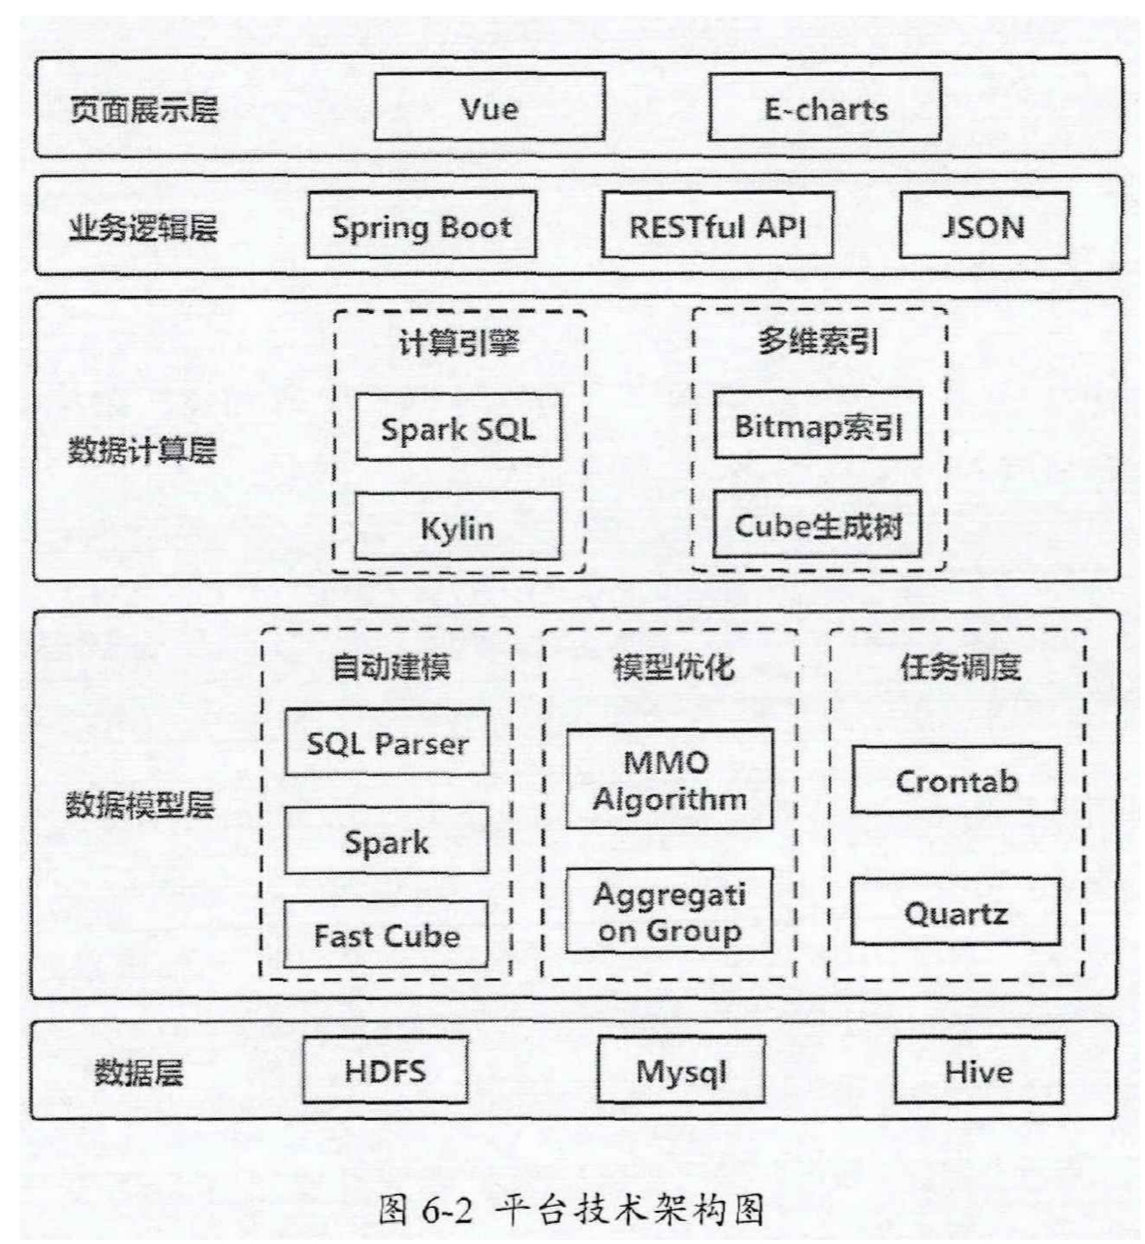 页面展示层
Vue
E-charts
业务逻辑层
Spring Boot
RESTful API
JSON
数据计算层
计算引擎
Spark SQL
Kylin
多维索引
Bitmap索引
Cube生成树
数据模型层
自动建模
SQL Parser
Spark
Fast Cube
模型优化
MMO
Algorithm
Aggregati
on Group
任务调度
Crontab
Quartz
数据层
HDFS
Mysql
Hive
图 6-2 平台技术架构图